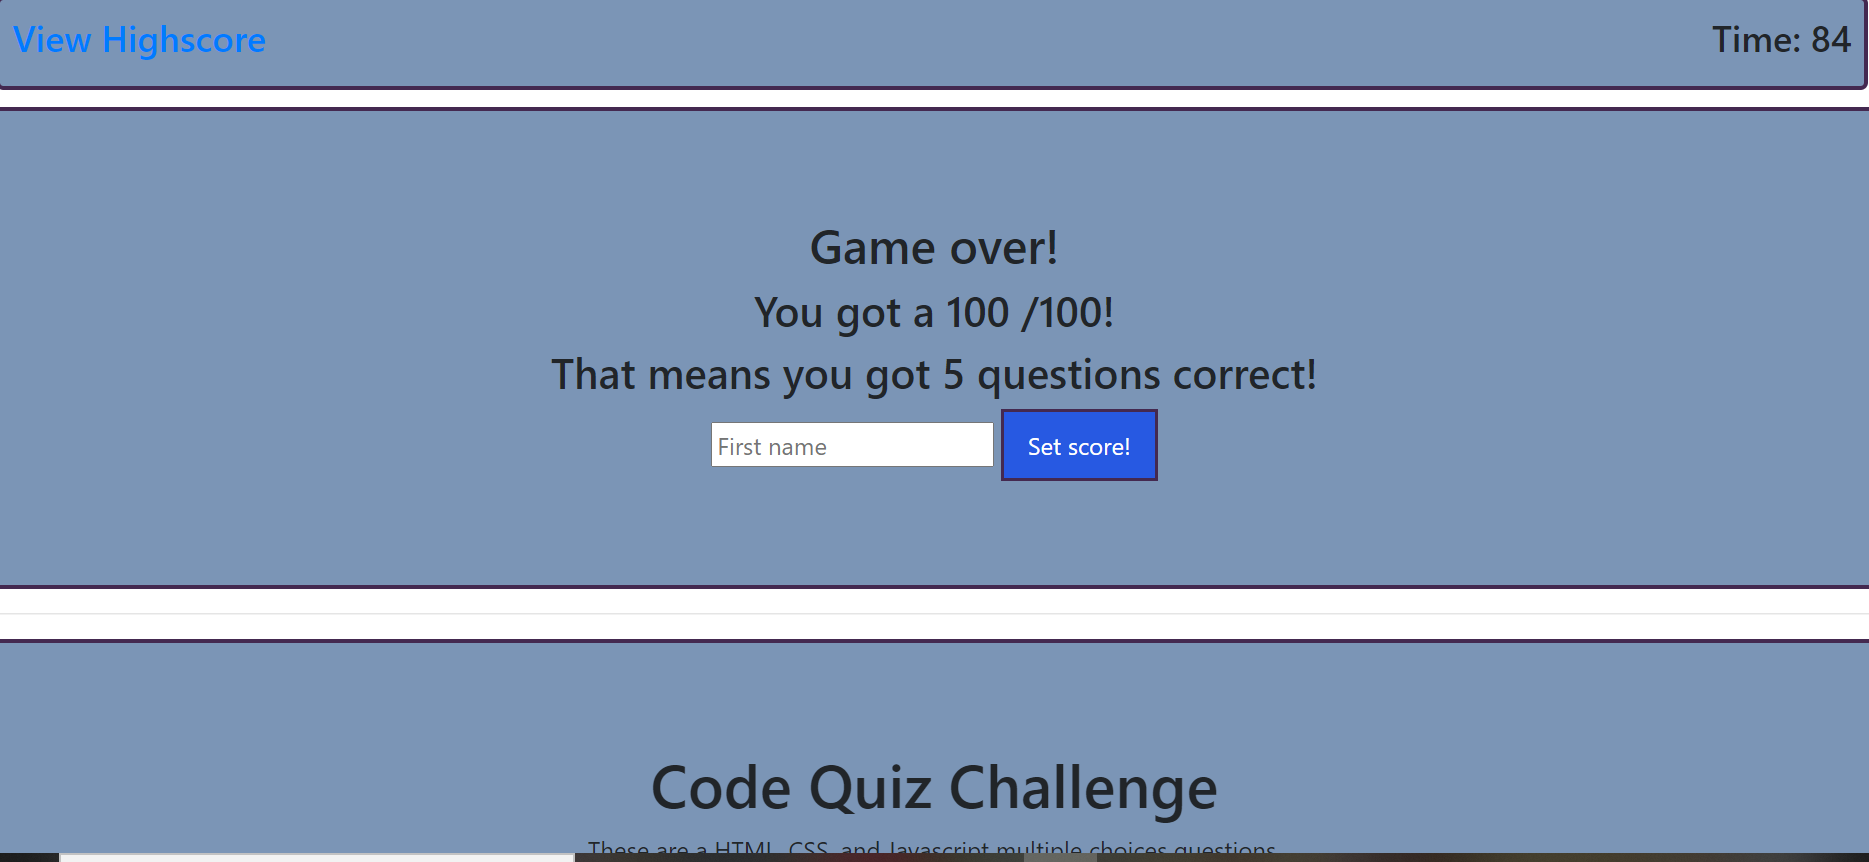 View Highscore
Time: 84
Game over!
You got a 100 /100!
That means you got 5 questions correct!
First name
Set score!
Code Quiz Challenge
These are a HTML, CSS, and Javascript multiple choices questions